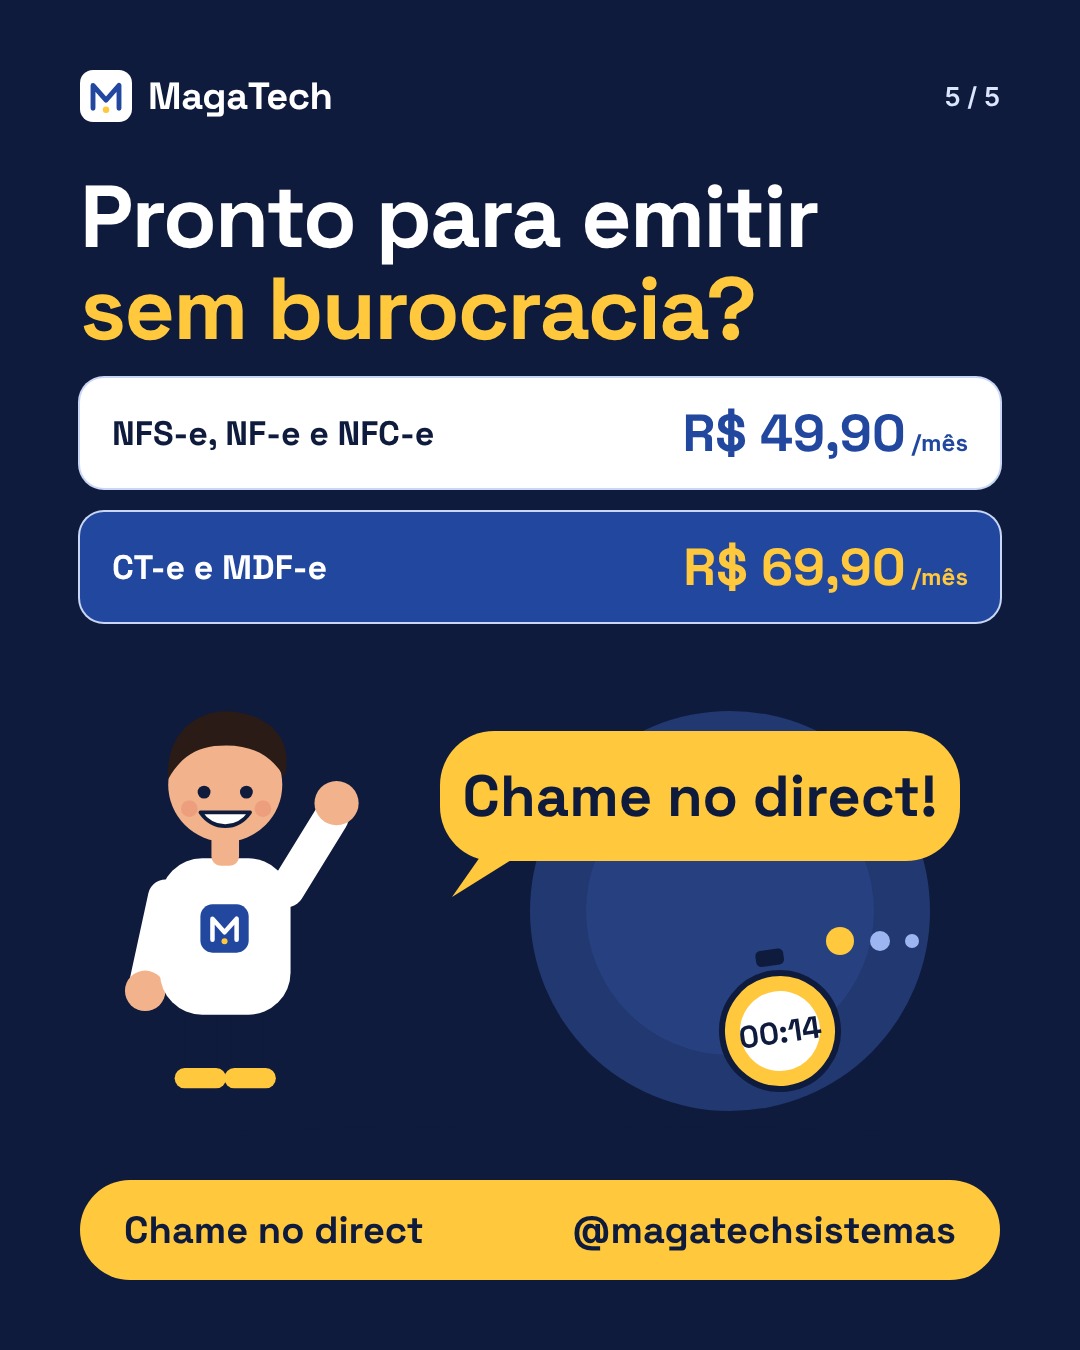 MagaTech
5 / 5
Pronto para emitir
sem burocracia?
NFS-e, NF-e e NFC-e
R$ 49,90 /mês
CT-e e MDF-e
R$ 69,90 /mês
Chame no direct!
M
00:14
Chame no direct
@magatechsistemas